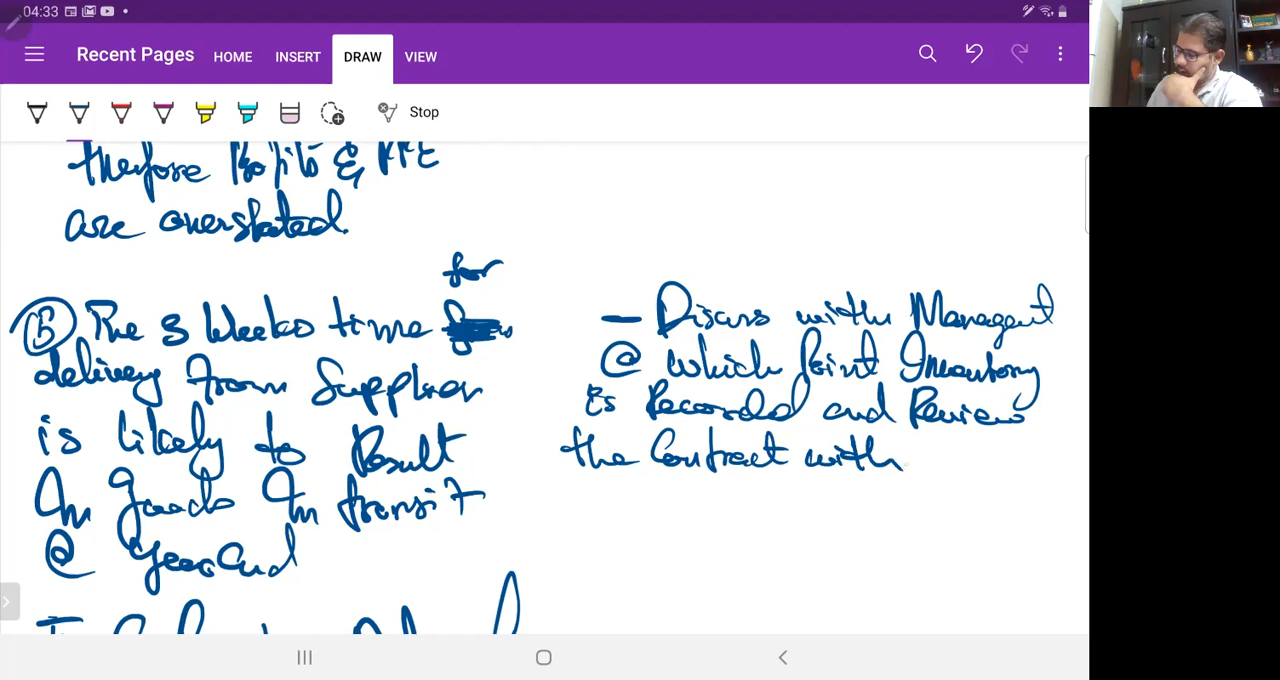 04:33
Recent Pages HOME INSERT DRAW VIEW
Stop
therefore Profits & PPE
are overstated.
for
⑤ The 3 Weeks time
delivery from Supplier
is likely to Result
In goods In transit
@ year end
- Discuss with Managent
@ which Point Inventory
is Recorded and Review
the Contract with